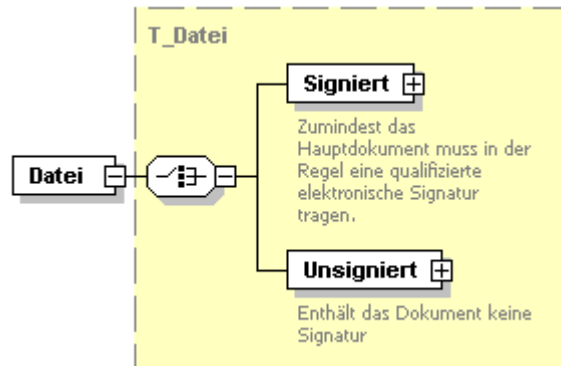 T_Datei
Signiert
Zumindest das
Hauptdokument muss in der
Regel eine qualifizierte
elektronische Signatur
tragen.
Datei
Unsigniert
Enthält das Dokument keine
Signatur